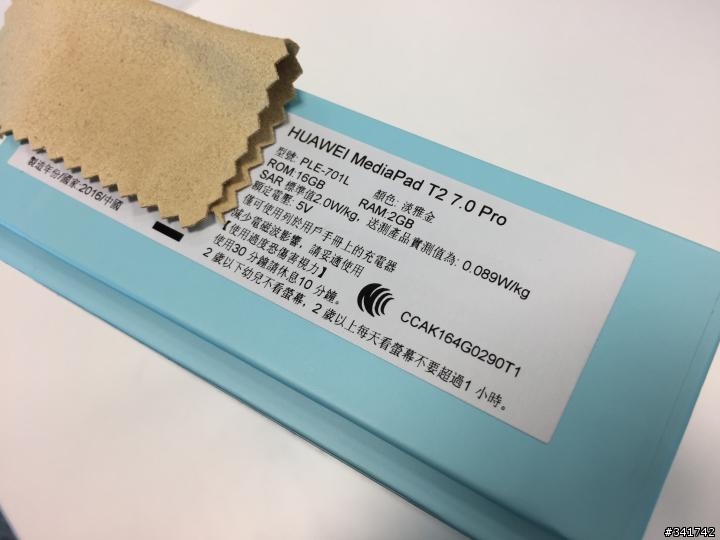 HUAWEI MediaPad T2 7.0 Pro
型號: PLE-701L 顏色: 淡雅金
ROM:16GB RAM:2GB
SAR 標準值2.0W/kg, 送測產品實測值為: 0.089W/kg
額定電壓: 5V
僅可使用列於用戶手冊上的充電器
減少電磁波影響，請妥適使用
【使用過度恐傷害視力】
使用30分鐘請休息10分鐘。
2歲以下幼兒不看螢幕，2歲以上每天看螢幕不要超過1小時。
CCAK164G0290T1
製造年份/國家:2016/中國
#341742